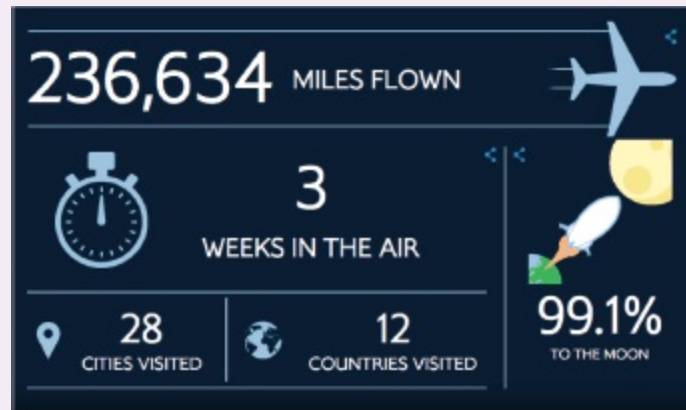 236,634 MILES FLOWN
3
WEEKS IN THE AIR
28
CITIES VISITED
12
COUNTRIES VISITED
99.1%
TO THE MOON